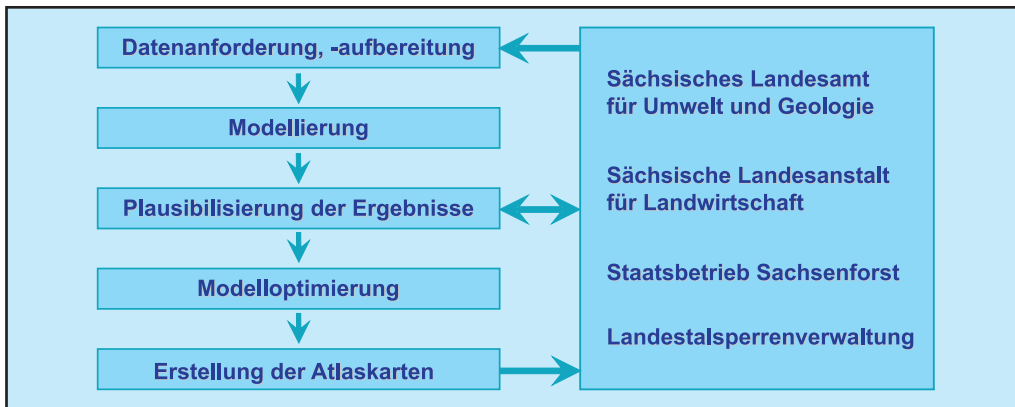 Datenanforderung, -aufbereitung
Modellierung
Plausibilisierung der Ergebnisse
Modelloptimierung
Erstellung der Atlaskarten
Sächsisches Landesamt
für Umwelt und Geologie
Sächsische Landesanstalt
für Landwirtschaft
Staatsbetrieb Sachsenforst
Landestalsperrenverwaltung